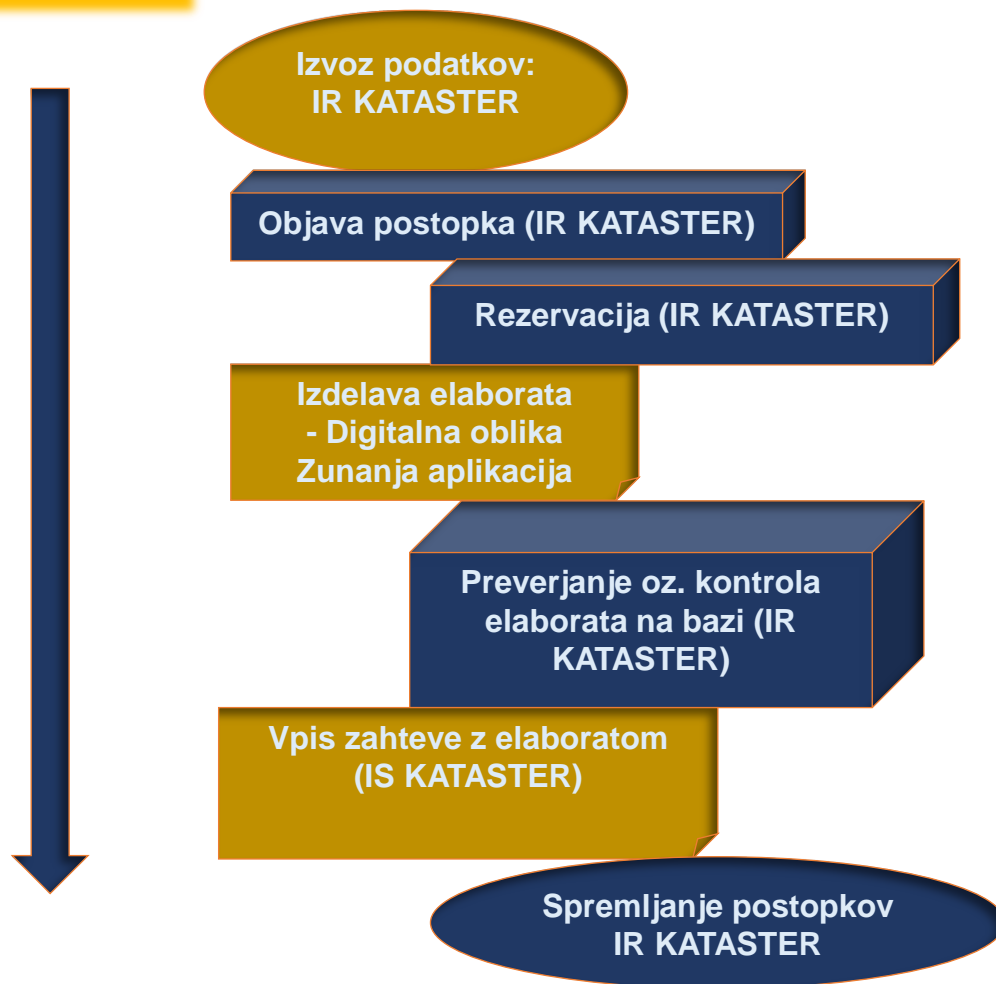 Izvoz podatkov:
IR KATASTER
Objava postopka (IR KATASTER)
Rezervacija (IR KATASTER)
Izdelava elaborata
- Digitalna oblika
Zunanja aplikacija
Preverjanje oz. kontrola
elaborata na bazi (IR
KATASTER)
Vpis zahteve z elaboratom
(IS KATASTER)
Spremljanje postopkov
IR KATASTER